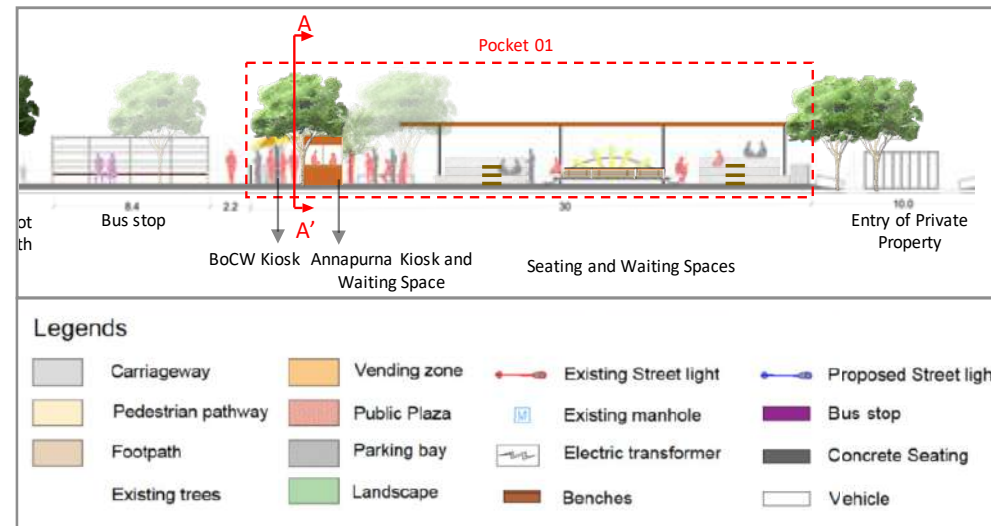 A
Pocket 01
8.4
2.2
30
10.0
ot
th
Bus stop
A'
Entry of Private
Property
BoCW Kiosk
Annapurna Kiosk and
Waiting Space
Seating and Waiting Spaces
Legends
Carriageway
Vending zone
Existing Street light
Proposed Street ligh
Pedestrian pathway
Public Plaza
M
Existing manhole
Bus stop
Footpath
Parking bay
Electric transformer
Concrete Seating
Existing trees
Landscape
Benches
Vehicle